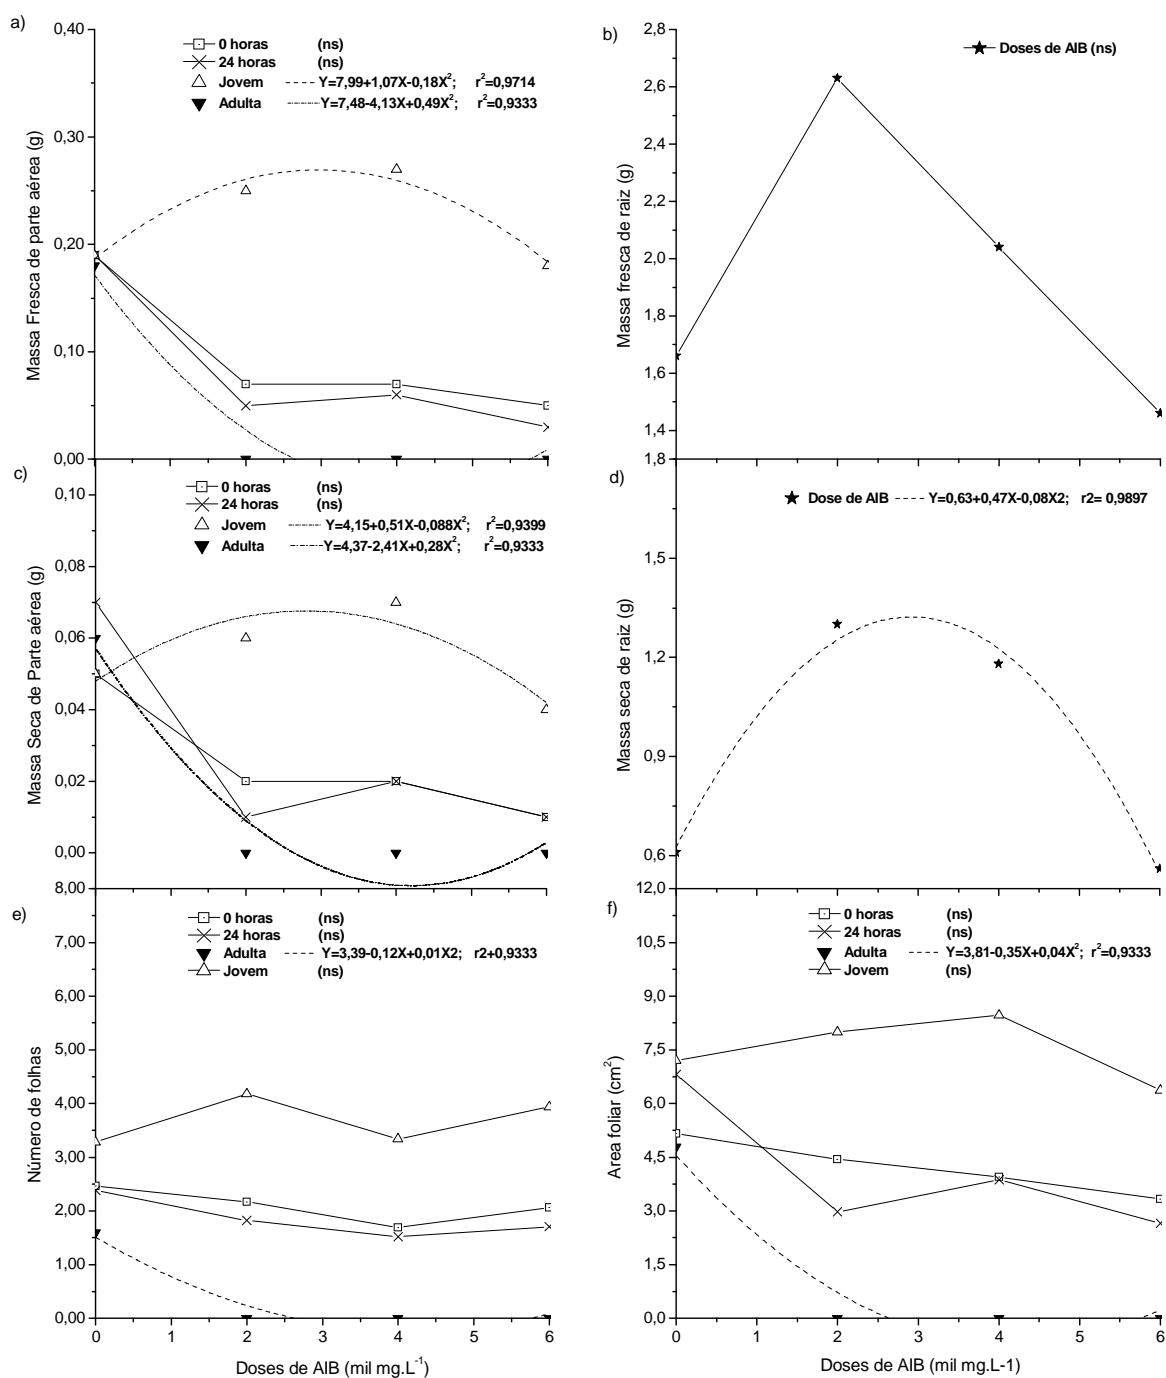 a)
0,40
0,30
0,20
0,10
0,00
Massa Fresca de parte aérea (g)
0 horas (ns)
24 horas (ns)
Jovem Y=7,99+1,07X-0,18X²; r²=0,9714
Adulta Y=7,48-4,13X+0,49X²; r²=0,9333
b)
2,8
2,6
2,4
2,2
2,0
1,8
1,6
1,4
Massa fresca de raiz (g)
Doses de AIB (ns)
c)
0,10
0,08
0,06
0,04
0,02
0,00
Massa Seca de Parte aérea (g)
0 horas (ns)
24 horas (ns)
Jovem Y=4,15+0,51X-0,088X²; r²=0,9399
Adulta Y=4,37-2,41X+0,28X²; r²=0,9333
d)
1,8
1,5
1,2
0,9
0,6
Massa seca de raiz (g)
Dose de AIB Y=0,63+0,47X-0,08X2; r2= 0,9897
e)
8,00
7,00
6,00
5,00
4,00
3,00
2,00
1,00
0,00
Número de folhas
0 horas (ns)
24 horas (ns)
Adulta Y=3,39-0,12X+0,01X2; r2+0,9333
Jovem (ns)
0 1 2 3 4 5 6
Doses de AIB (mil mg.L⁻¹)
f)
12,0
10,5
9,0
7,5
6,0
4,5
3,0
1,5
0,0
Area foliar (cm²)
0 horas (ns)
24 horas (ns)
Adulta Y=3,81-0,35X+0,04X²; r²=0,9333
Jovem (ns)
0 1 2 3 4 5 6
Doses de AIB (mil mg.L-1)